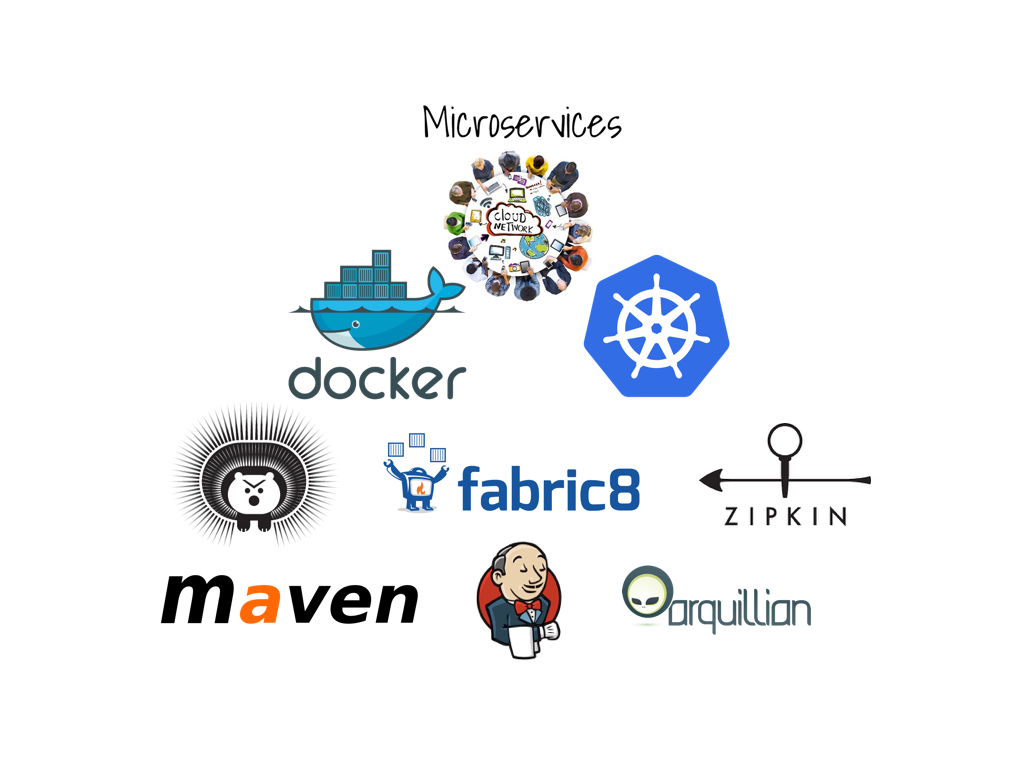 Microservices
cloud
NETWORK
docker
fabric8
ZIPKIN
maven
arquillian